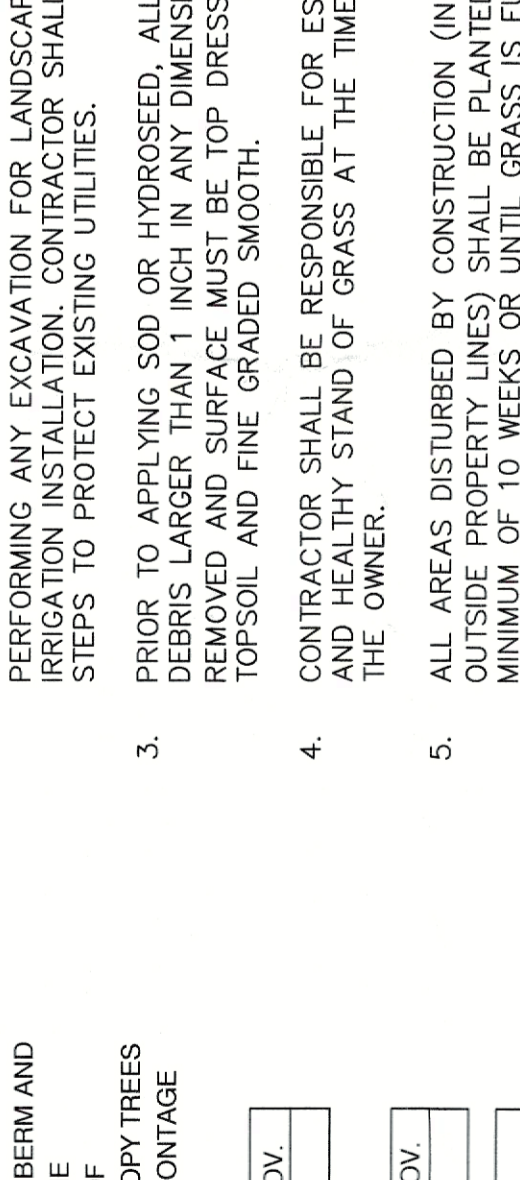 BERM AND
E
F
OPY TREES
ONTAGE
OV.
OV.
PERFORMING ANY EXCAVATION FOR LANDSCAP
IRRIGATION INSTALLATION. CONTRACTOR SHALL
STEPS TO PROTECT EXISTING UTILITIES.
3. PRIOR TO APPLYING SOD OR HYDROSEED, ALL
DEBRIS LARGER THAN 1 INCH IN ANY DIMENSI
REMOVED AND SURFACE MUST BE TOP DRESS
TOPSOIL AND FINE GRADED SMOOTH.
4. CONTRACTOR SHALL BE RESPONSIBLE FOR ES
AND HEALTHY STAND OF GRASS AT THE TIME
THE OWNER.
5. ALL AREAS DISTURBED BY CONSTRUCTION (IN
OUTSIDE PROPERTY LINES) SHALL BE PLANTED
MINIMUM OF 10 WEEKS OR UNTIL GRASS IS FU